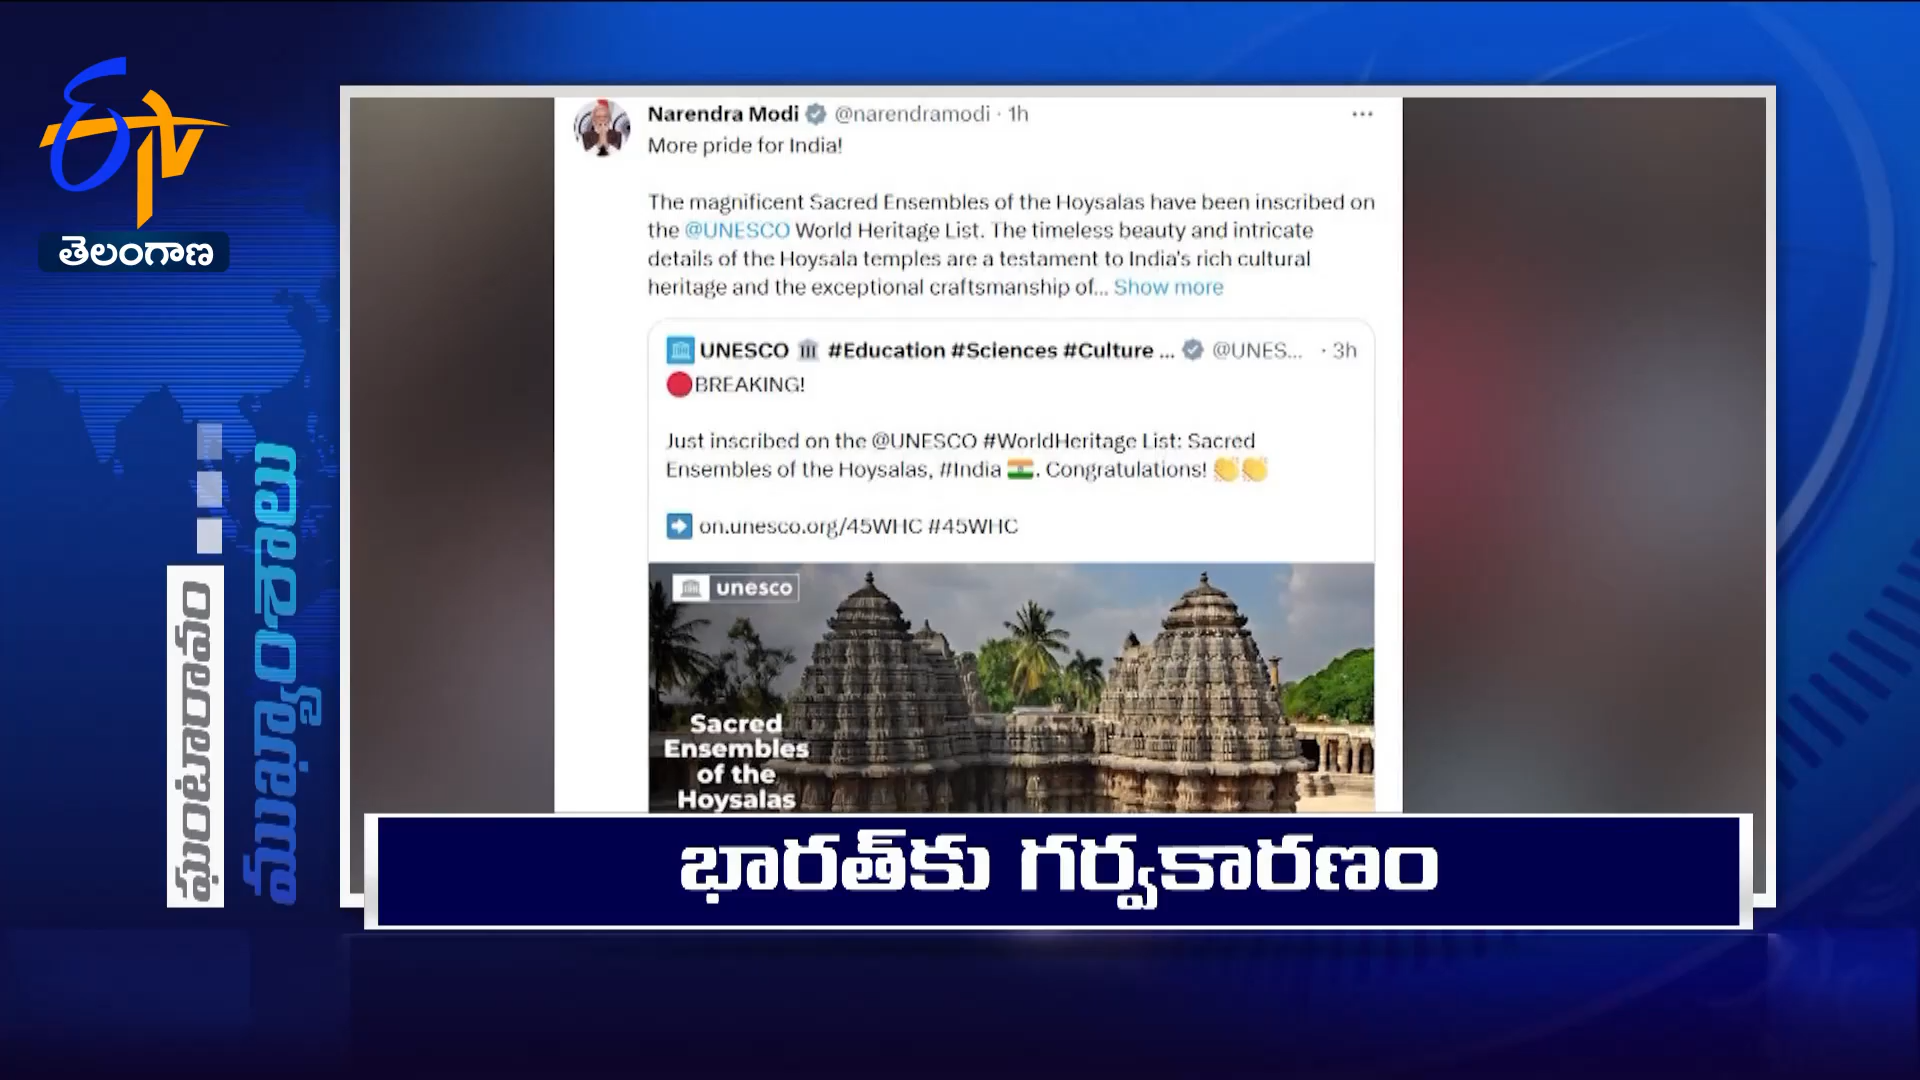 ETV
తెలంగాణ
ఘంటారావం
ముఖ్యాంశాలు
Narendra Modi @narendramodi · 1h
More pride for India!
The magnificent Sacred Ensembles of the Hoysalas have been inscribed on
the @UNESCO World Heritage List. The timeless beauty and intricate
details of the Hoysala temples are a testament to India's rich cultural
heritage and the exceptional craftsmanship of... Show more
UNESCO 🏛️ #Education #Sciences #Culture ... @UNES... · 3h
🔴BREAKING!
Just inscribed on the @UNESCO #WorldHeritage List: Sacred
Ensembles of the Hoysalas, #India 🇮🇳. Congratulations! 👏👏
➡️ on.unesco.org/45WHC #45WHC
unesco
Sacred
Ensembles
of the
Hoysalas
భారత్‌కు గర్వకారణం